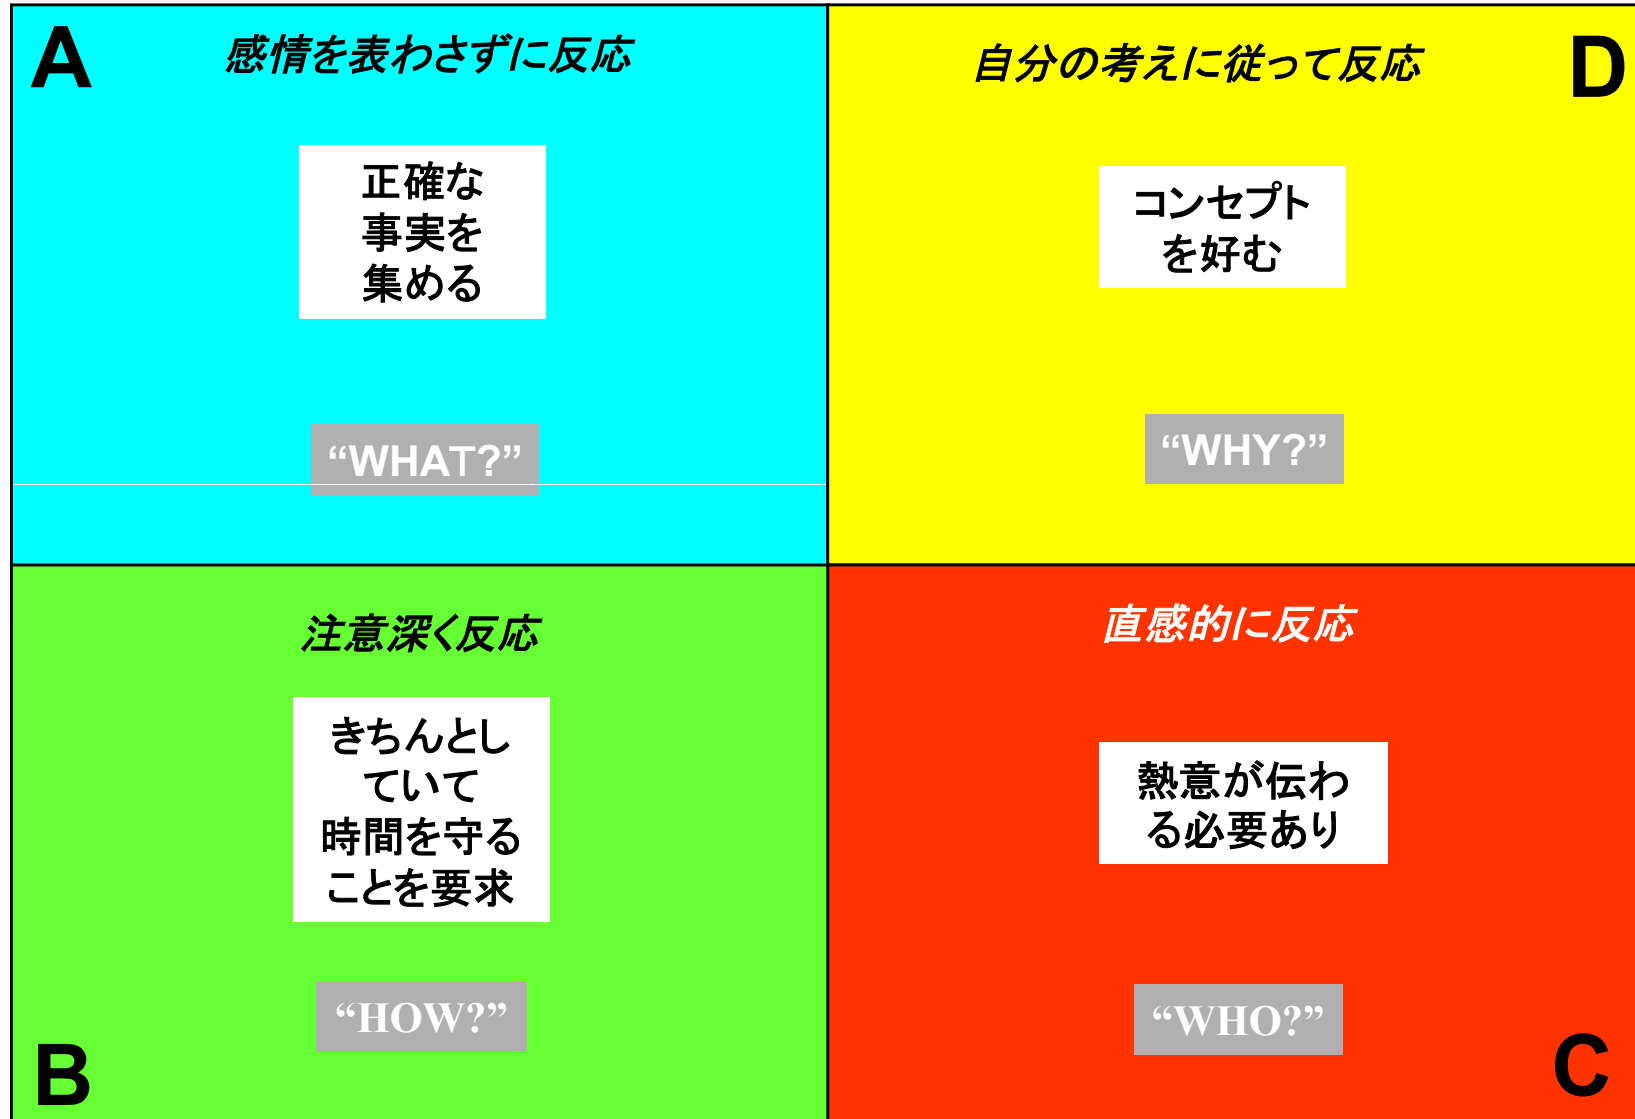 A
感情を表わさずに反応
正確な
事実を
集める
“WHAT?”
D
自分の考えに従って反応
コンセプト
を好む
“WHY?”
B
注意深く反応
きちんとし
ていて
時間を守る
ことを要求
“HOW?”
C
直感的に反応
熱意が伝わ
る必要あり
“WHO?”